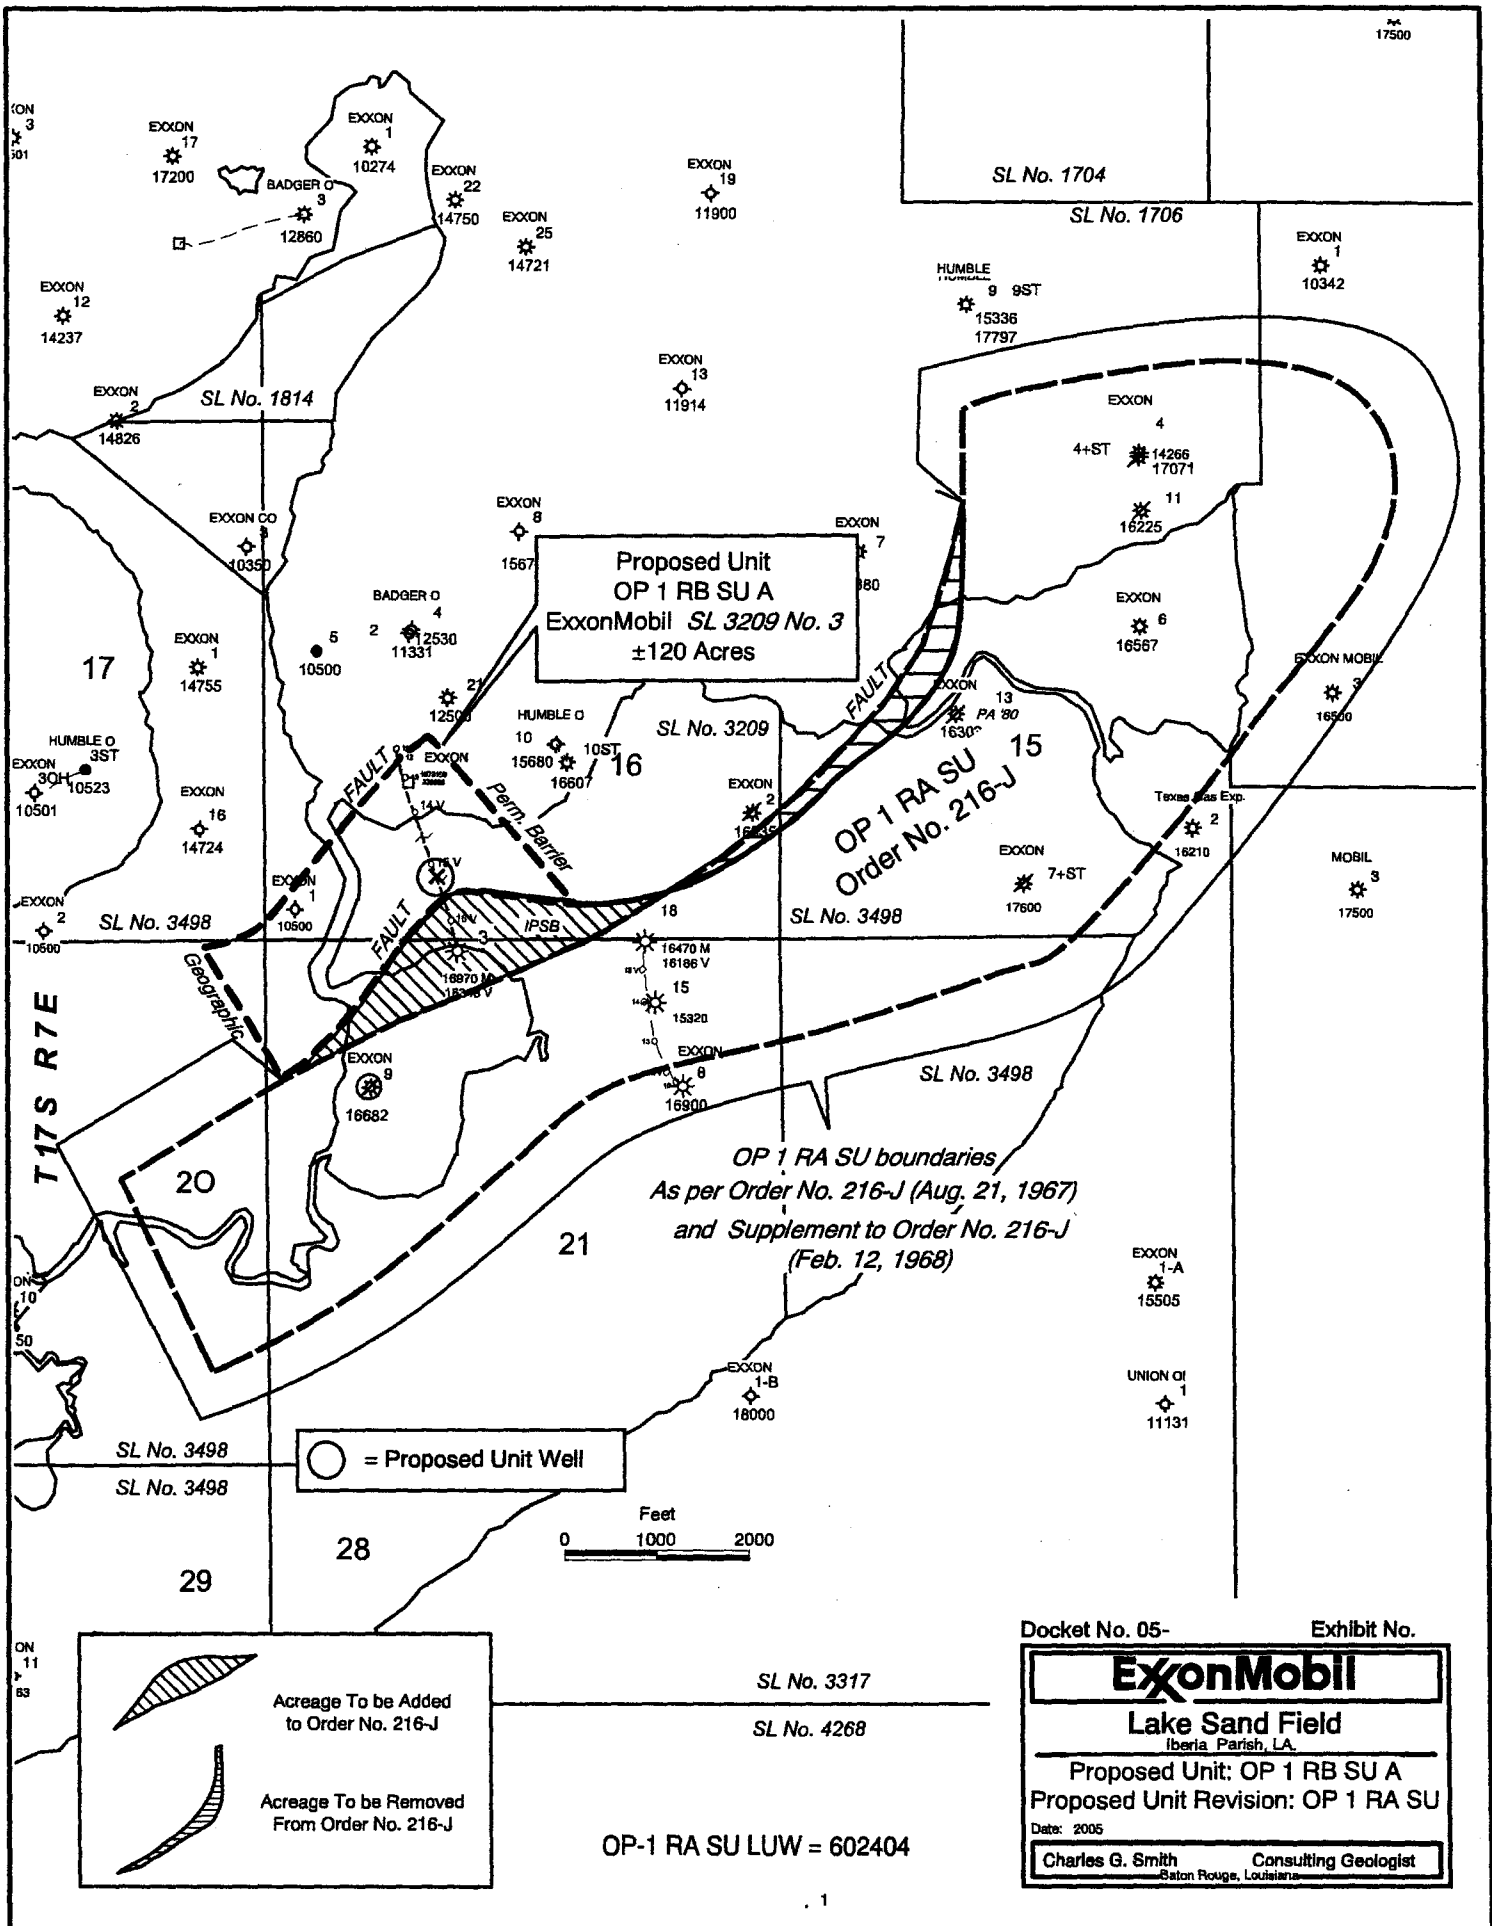 17500
EXXON
1
10274
EXXON
17
17200
BADGER O
3
12860
EXXON
22
14750
EXXON
25
14721
EXXON
19
11900
SL No. 1704
SL No. 1706
EXXON
1
10342
HUMBLE
HUMBLE
9 9ST
15336
17797
EXXON
12
14237
EXXON
13
11914
EXXON
2
14826
SL No. 1814
EXXON
4
4+ST
14266
17071
11
16225
EXXON CO
10350
EXXON
8
1567
EXXON
7
Proposed Unit
OP 1 RB SU A
ExxonMobil SL 3209 No. 3
±120 Acres
BADGER O
4
2
12530
11331
5
10500
EXXON
6
16567
17
EXXON
1
14755
21
EXXON MOBIL
3
16500
FAULT
EXXON
13
PA '80
SL No. 3209
HUMBLE O
10
15680
10ST
16607
16
15
HUMBLE O
3ST
10523
EXXON
3OH
10501
EXXON
16
14724
FAULT
EXXON
14 V
Perm. Barrier
EXXON
2
OP 1 RA SU
Order No. 216-J
Texas Gas Exp.
2
16210
EXXON
7+ST
17600
MOBIL
3
17500
EXXON
1
10500
EXXON
2
10500
SL No. 3498
FAULT
IPSB
18
SL No. 3498
3
16970 M
16470 M
16186 V
15
15320
Geographic
T17S R7E
EXXON
9
16682
EXXON
8
16900
SL No. 3498
20
OP 1 RA SU boundaries
As per Order No. 216-J (Aug. 21, 1967)
and Supplement to Order No. 216-J
(Feb. 12, 1968)
21
EXXON
1-A
15505
ON
10
50
EXXON
1-B
18000
UNION OI
1
11131
SL No. 3498
SL No. 3498
= Proposed Unit Well
Feet
0 1000 2000
28
29
ON
11
63
Acreage To be Added
to Order No. 216-J
Acreage To be Removed
From Order No. 216-J
SL No. 3317
SL No. 4268
OP-1 RA SU LUW = 602404
Docket No. 05- Exhibit No.
ExxonMobil
Lake Sand Field
Iberia Parish, LA.
Proposed Unit: OP 1 RB SU A
Proposed Unit Revision: OP 1 RA SU
Date: 2005
Charles G. Smith Consulting Geologist
Baton Rouge, Louisiana
1